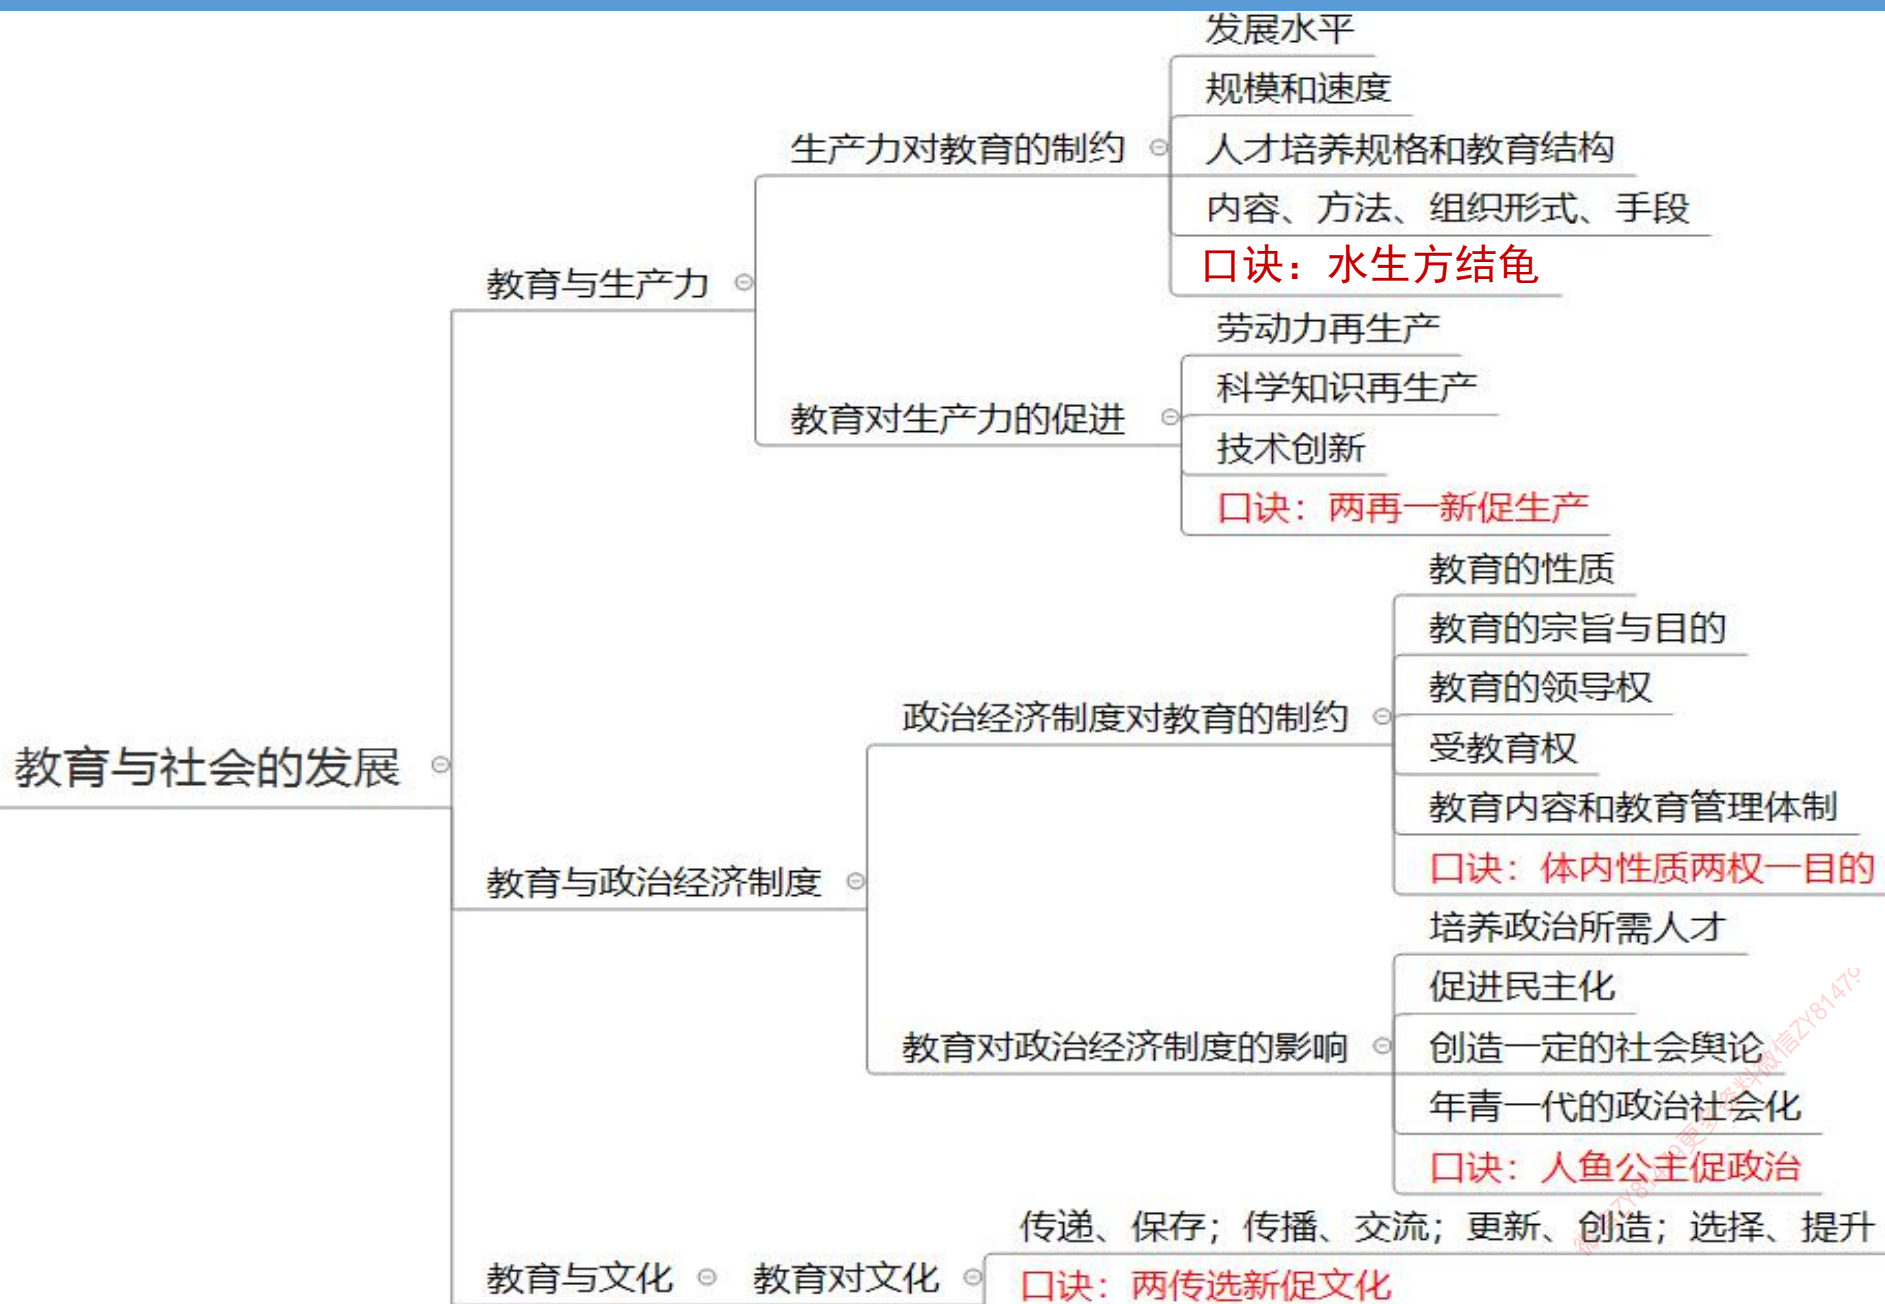 发展水平
规模和速度
生产力对教育的制约
人才培养规格和教育结构
内容、方法、组织形式、手段
口诀：水生方结龟
教育与生产力
劳动力再生产
科学知识再生产
教育对生产力的促进
技术创新
口诀：两再一新促生产
教育的性质
教育的宗旨与目的
教育的领导权
政治经济制度对教育的制约
受教育权
教育与社会的发展
教育内容和教育管理体制
口诀：体内性质两权一目的
教育与政治经济制度
培养政治所需人才
促进民主化
教育对政治经济制度的影响
创造一定的社会舆论
年青一代的政治社会化
口诀：人鱼公主促政治
传递、保存；传播、交流；更新、创造；选择、提升
教育与文化
教育对文化
口诀：两传选新促文化